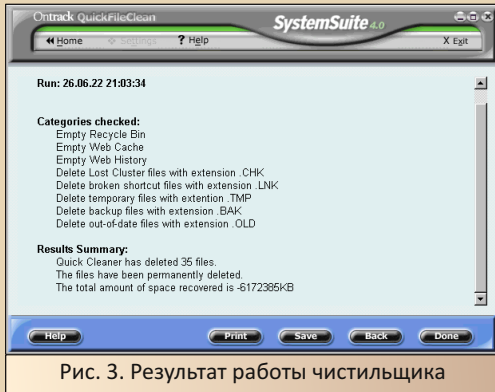 Ontrack QuickFileClean
SystemSuite 4.0
Home Settings ? Help X Exit
Run: 26.06.22 21:03:34
Categories checked:
Empty Recycle Bin
Empty Web Cache
Empty Web History
Delete Lost Cluster files with extension .CHK
Delete broken shortcut files with extension .LNK
Delete temporary files with extention .TMP
Delete backup files with extension .BAK
Delete out-of-date files with extension .OLD
Results Summary:
Quick Cleaner has deleted 35 files.
The files have been permanently deleted.
The total amount of space recovered is -6172385KB
Help Print Save Back Done
Рис. 3. Результат работы чистильщика